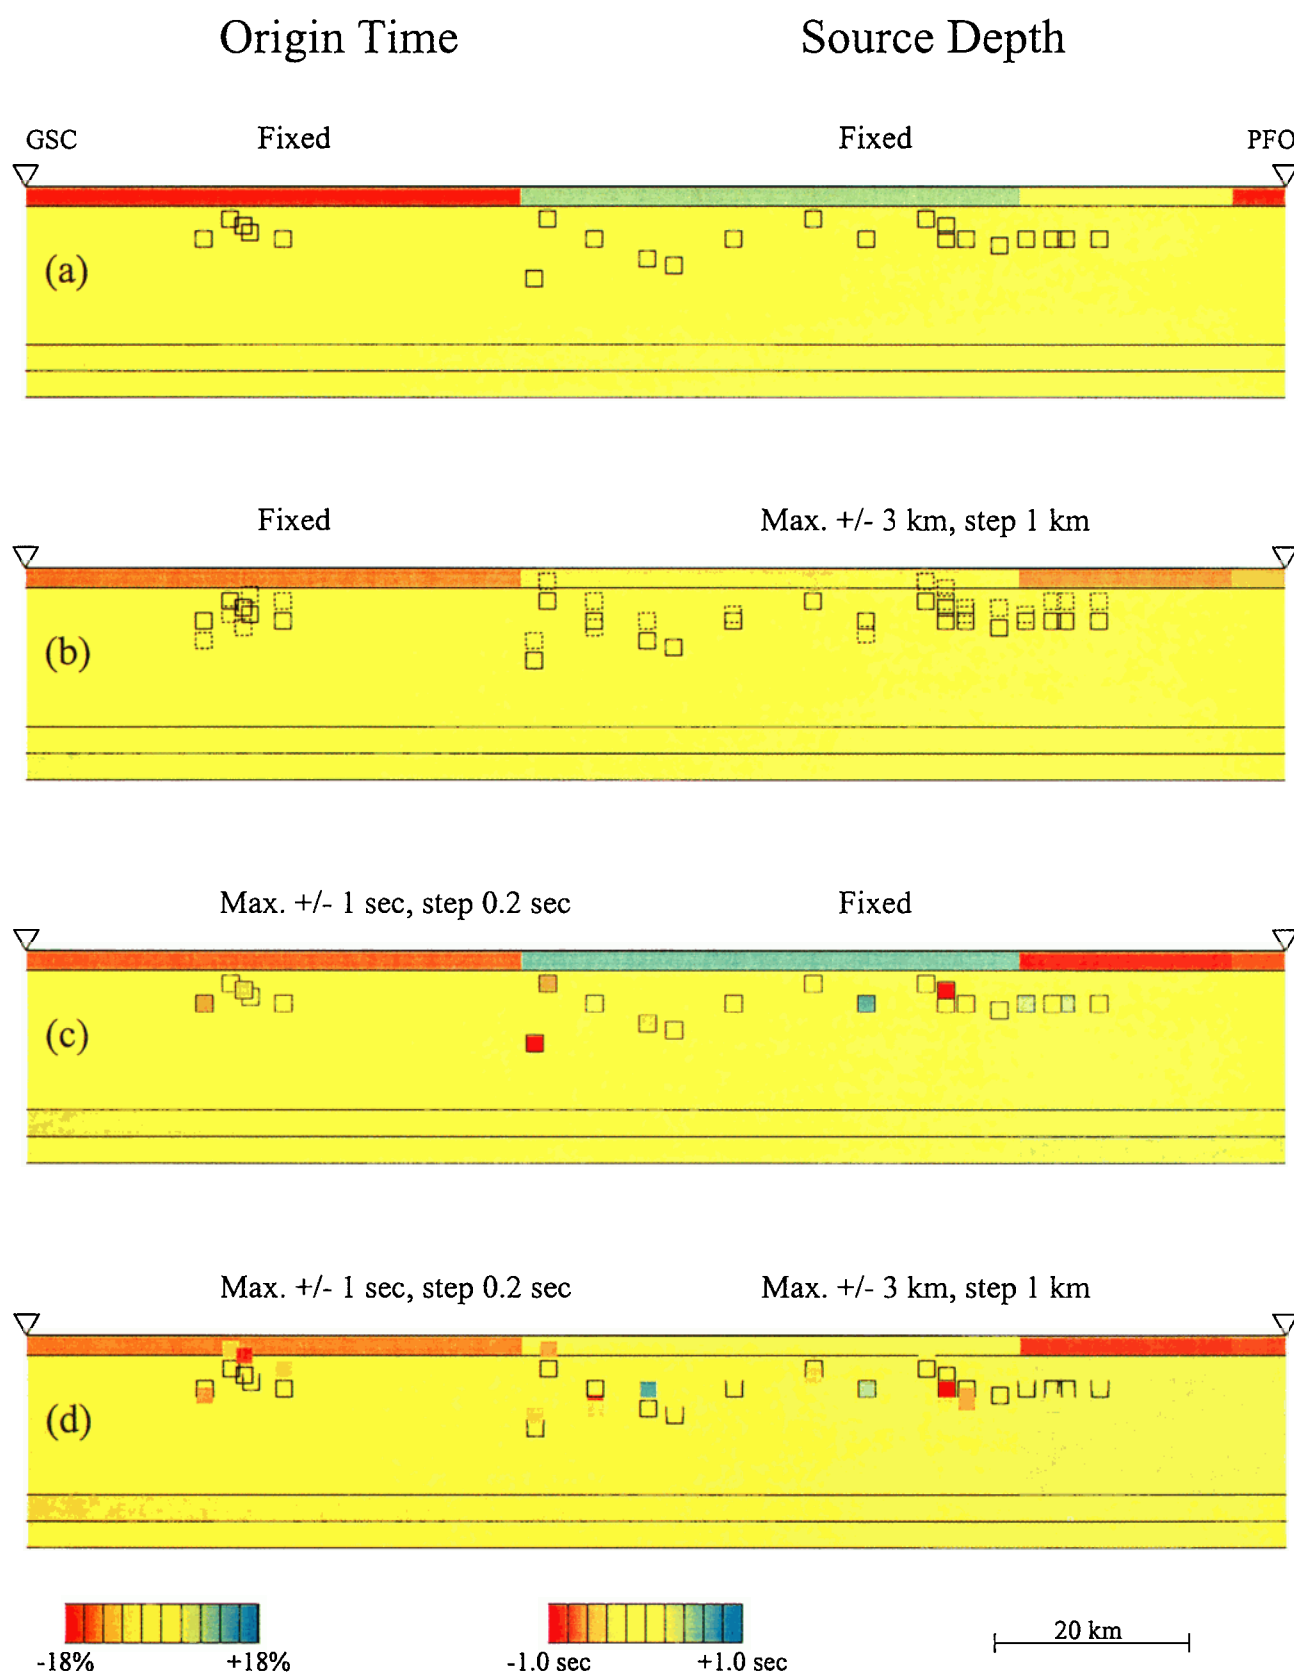 Origin Time Source Depth
Fixed Fixed
GSC PFO
(a)
Fixed Max. +/- 3 km, step 1 km
(b)
Max. +/- 1 sec, step 0.2 sec Fixed
(c)
Max. +/- 1 sec, step 0.2 sec Max. +/- 3 km, step 1 km
(d)
20 km
-18% +18% -1.0 sec +1.0 sec